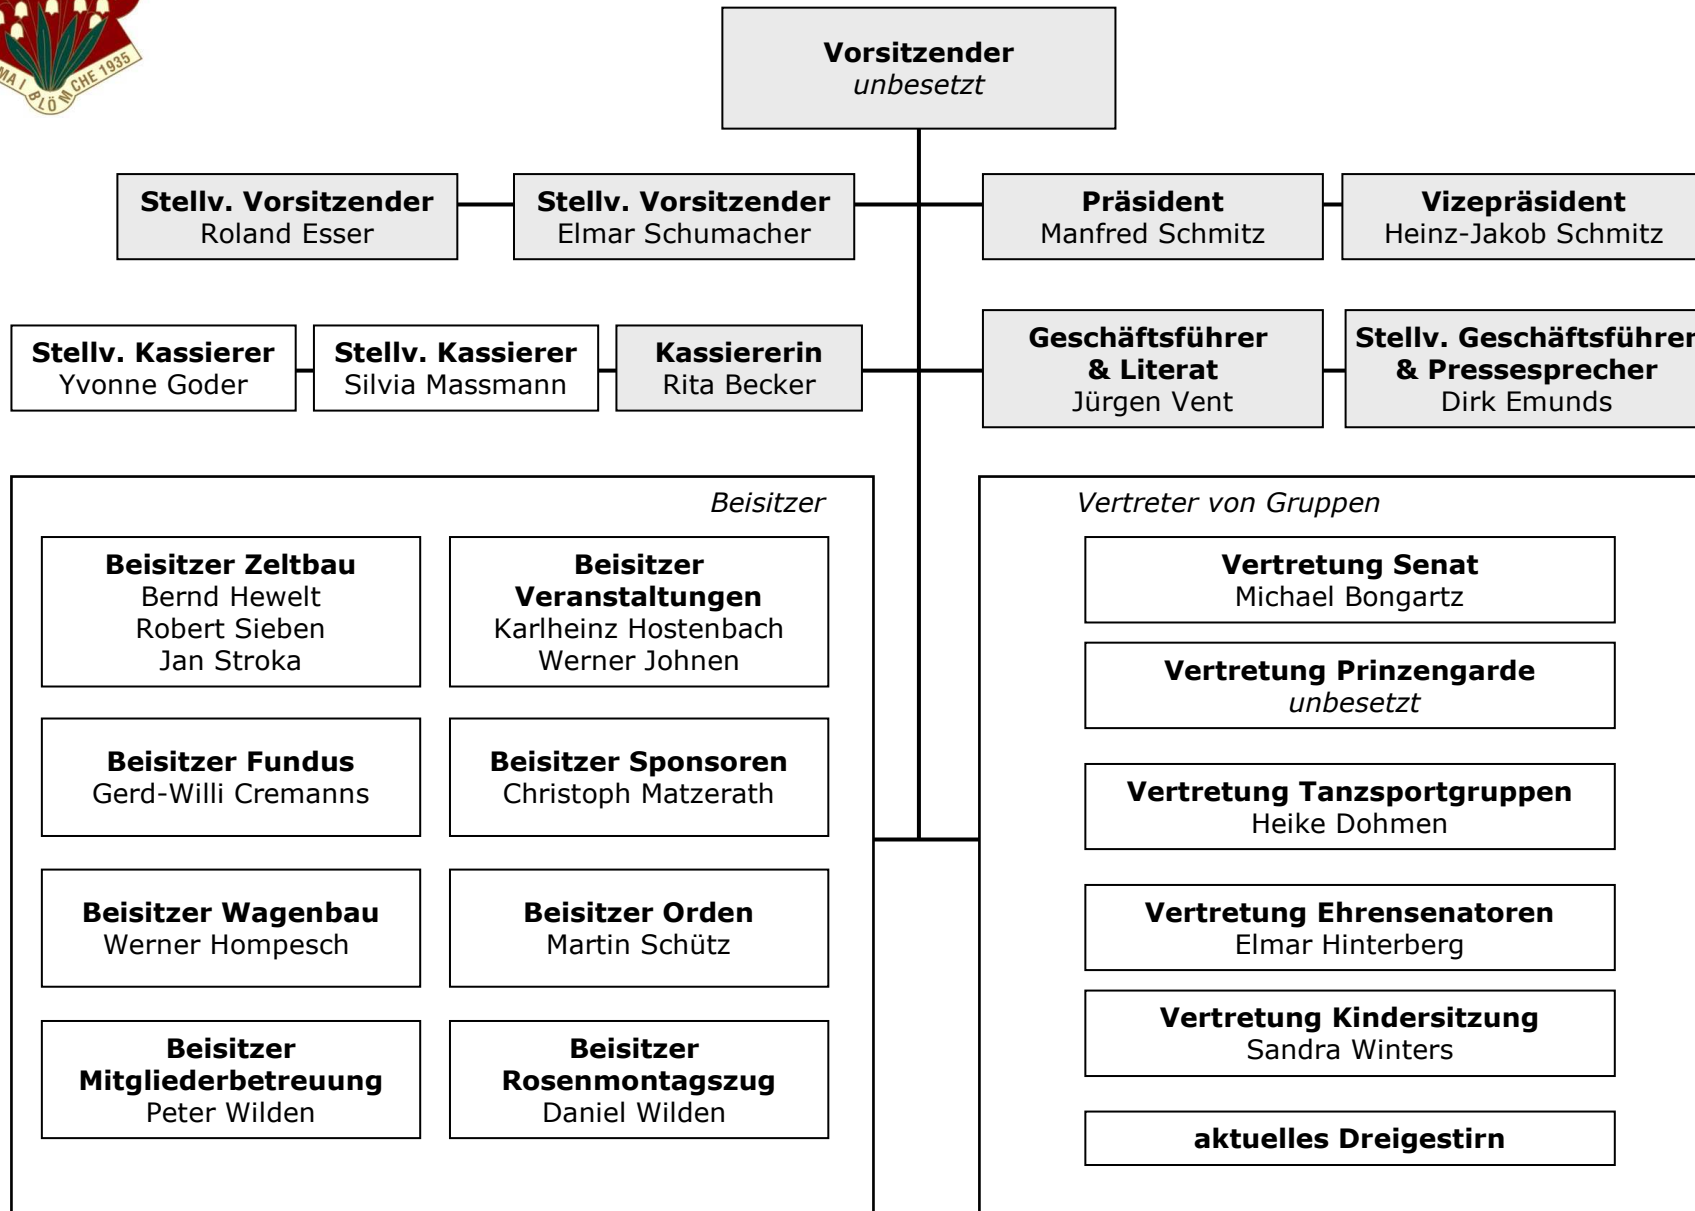 MAI BLÖMCHE 1935
Vorsitzender
unbesetzt
Stellv. Vorsitzender
Roland Esser
Stellv. Vorsitzender
Elmar Schumacher
Präsident
Manfred Schmitz
Vizepräsident
Heinz-Jakob Schmitz
Stellv. Kassierer
Yvonne Goder
Stellv. Kassierer
Silvia Massmann
Kassiererin
Rita Becker
Geschäftsführer
& Literat
Jürgen Vent
Stellv. Geschäftsführer
& Pressesprecher
Dirk Emunds
Beisitzer
Beisitzer Zeltbau
Bernd Hewelt
Robert Sieben
Jan Stroka
Beisitzer
Veranstaltungen
Karlheinz Hostenbach
Werner Johnen
Beisitzer Fundus
Gerd-Willi Cremanns
Beisitzer Sponsoren
Christoph Matzerath
Beisitzer Wagenbau
Werner Hompesch
Beisitzer Orden
Martin Schütz
Beisitzer
Mitgliederbetreuung
Peter Wilden
Beisitzer
Rosenmontagszug
Daniel Wilden
Vertreter von Gruppen
Vertretung Senat
Michael Bongartz
Vertretung Prinzengarde
unbesetzt
Vertretung Tanzsportgruppen
Heike Dohmen
Vertretung Ehrensenatoren
Elmar Hinterberg
Vertretung Kindersitzung
Sandra Winters
aktuelles Dreigestirn